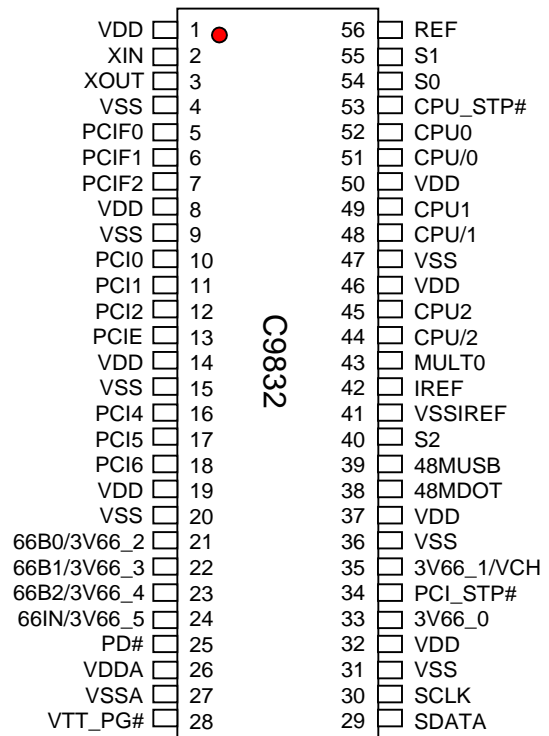 VDD 1 56 REF
XIN 2 55 S1
XOUT 3 54 S0
VSS 4 53 CPU_STP#
PCIF0 5 52 CPU0
PCIF1 6 51 CPU/0
PCIF2 7 50 VDD
VDD 8 49 CPU1
VSS 9 48 CPU/1
PCI0 10 47 VSS
PCI1 11 46 VDD
PCI2 12 45 CPU2
PCIE 13 44 CPU/2
VDD 14 43 MULT0
VSS 15 42 IREF
PCI4 16 41 VSSIREF
PCI5 17 40 S2
PCI6 18 39 48MUSB
VDD 19 38 48MDOT
VSS 20 37 VDD
66B0/3V66_2 21 36 VSS
66B1/3V66_3 22 35 3V66_1/VCH
66B2/3V66_4 23 34 PCI_STP#
66IN/3V66_5 24 33 3V66_0
PD# 25 32 VDD
VDDA 26 31 VSS
VSSA 27 30 SCLK
VTT_PG# 28 29 SDATA
C9832